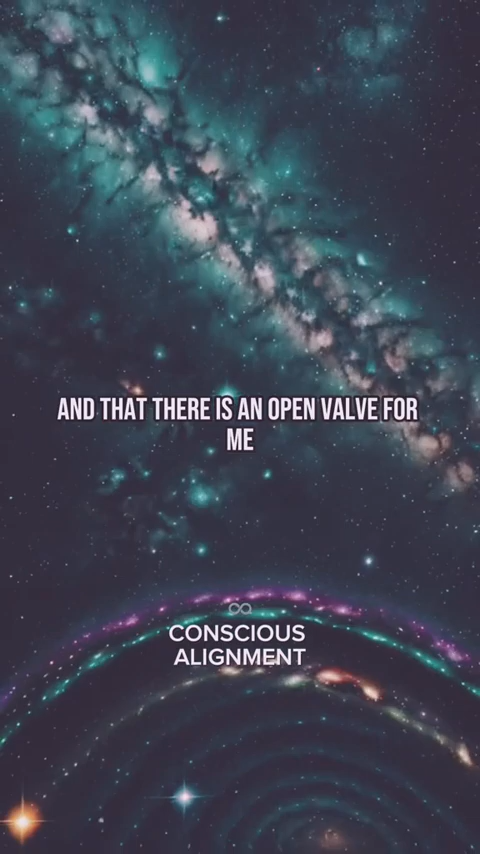 AND THAT THERE IS AN OPEN VALVE FOR
ME
CONSCIOUS
ALIGNMENT